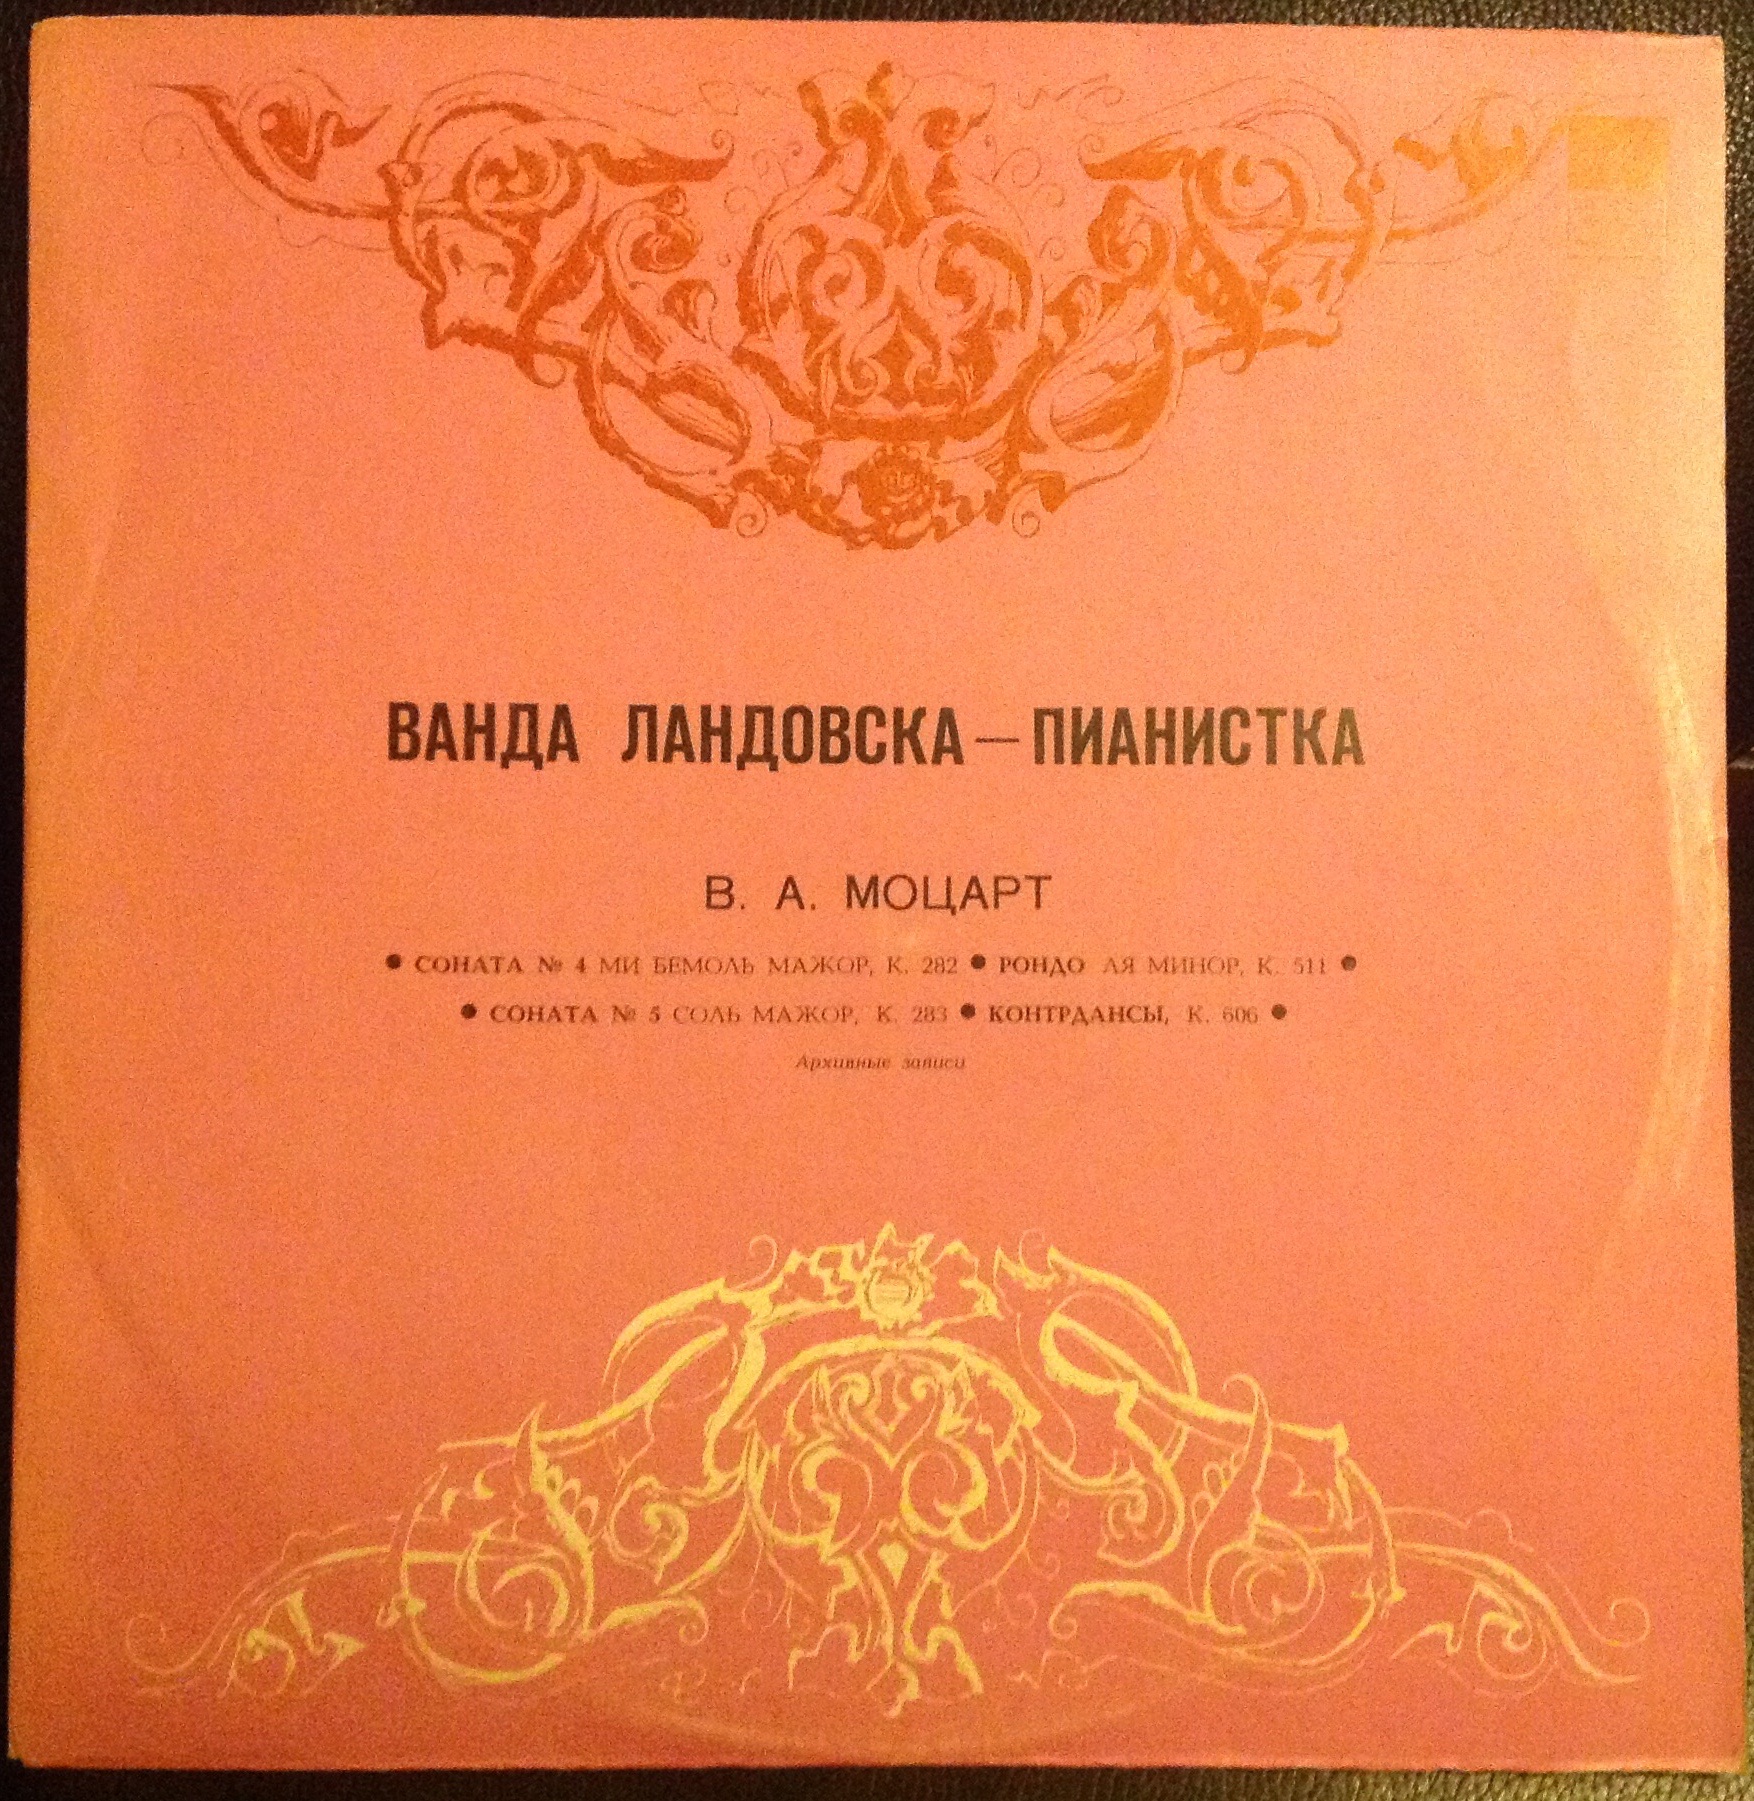 ВАНДА ЛАНДОВСКА — ПИАНИСТКА
В. А. МОЦАРТ
● СОНАТА № 4 МИ БЕМОЛЬ МАЖОР, К. 282 ● РОНДО ЛЯ МИНОР, К. 511 ●
● СОНАТА № 5 СОЛЬ МАЖОР, К. 283 ● КОНТРДАНСЫ, К. 606 ●
Архивные записи